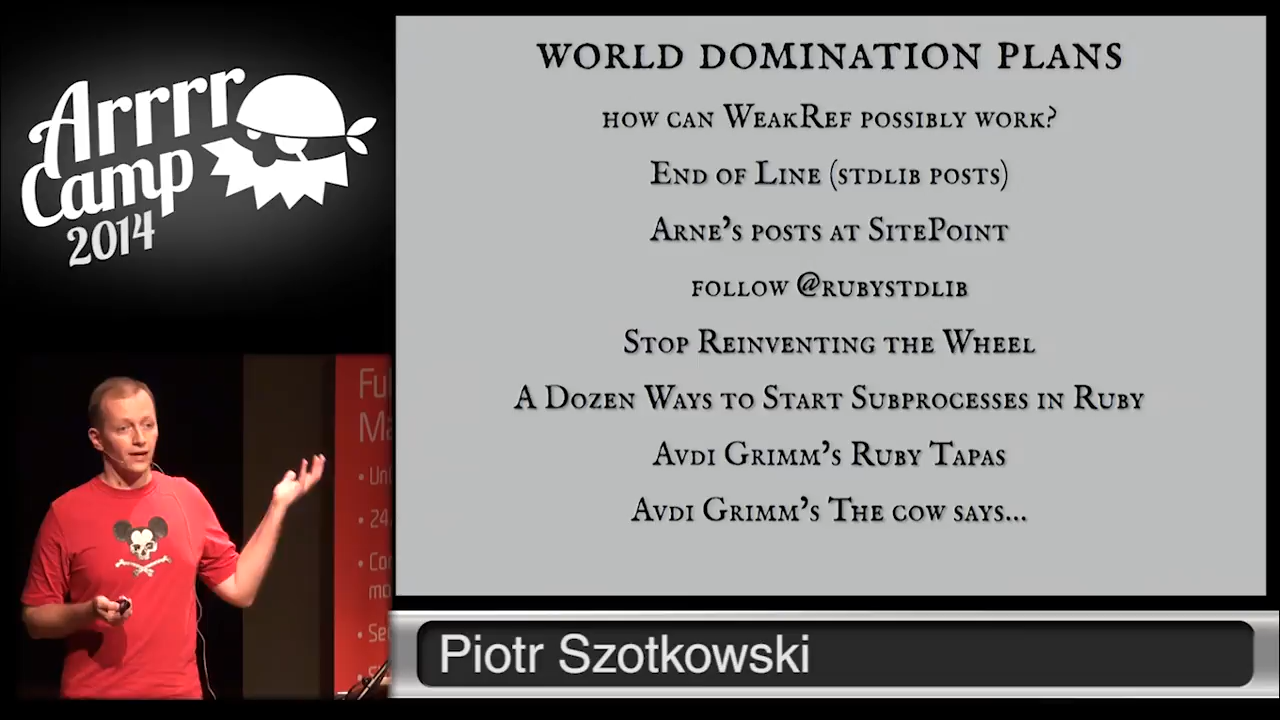 Arrrr
Camp
2014
WORLD DOMINATION PLANS
HOW CAN WEAKREF POSSIBLY WORK?
END OF LINE (STDLIB POSTS)
ARNE'S POSTS AT SITEPOINT
FOLLOW @RUBYSTDLIB
STOP REINVENTING THE WHEEL
A DOZEN WAYS TO START SUBPROCESSES IN RUBY
AVDI GRIMM'S RUBY TAPAS
AVDI GRIMM'S THE COW SAYS...
Piotr Szotkowski